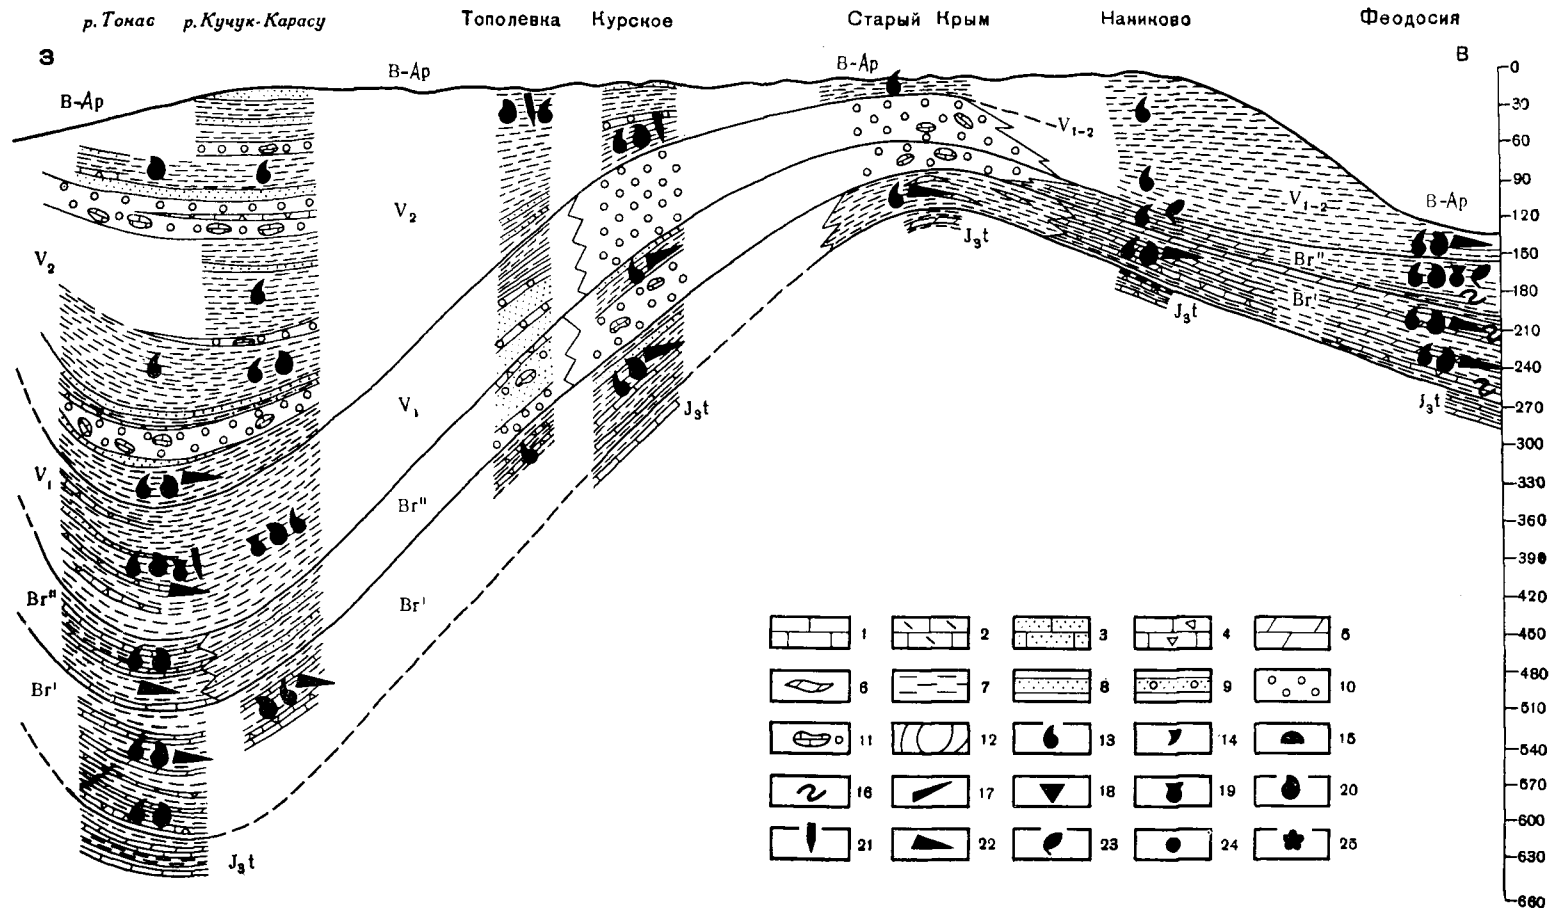 р. Тонас р. Кучук-Карасу Тополевка Курское Старый Крым Наниково Феодосия
З В
В-Ар В-Ар В-Ар В-Ар
V₂ V₂ V₁₋₂ V₁₋₂
V₁ V₁
Br" Br" Br"
Br' Br' Br'
J₃t J₃t J₃t J₃t J₃t
0
30
60
90
120
150
180
210
240
270
300
330
360
390
420
450
480
510
540
570
600
630
660
1 2 3 4 5
6 7 8 9 10
11 12 13 14 15
16 17 18 19 20
21 22 23 24 25